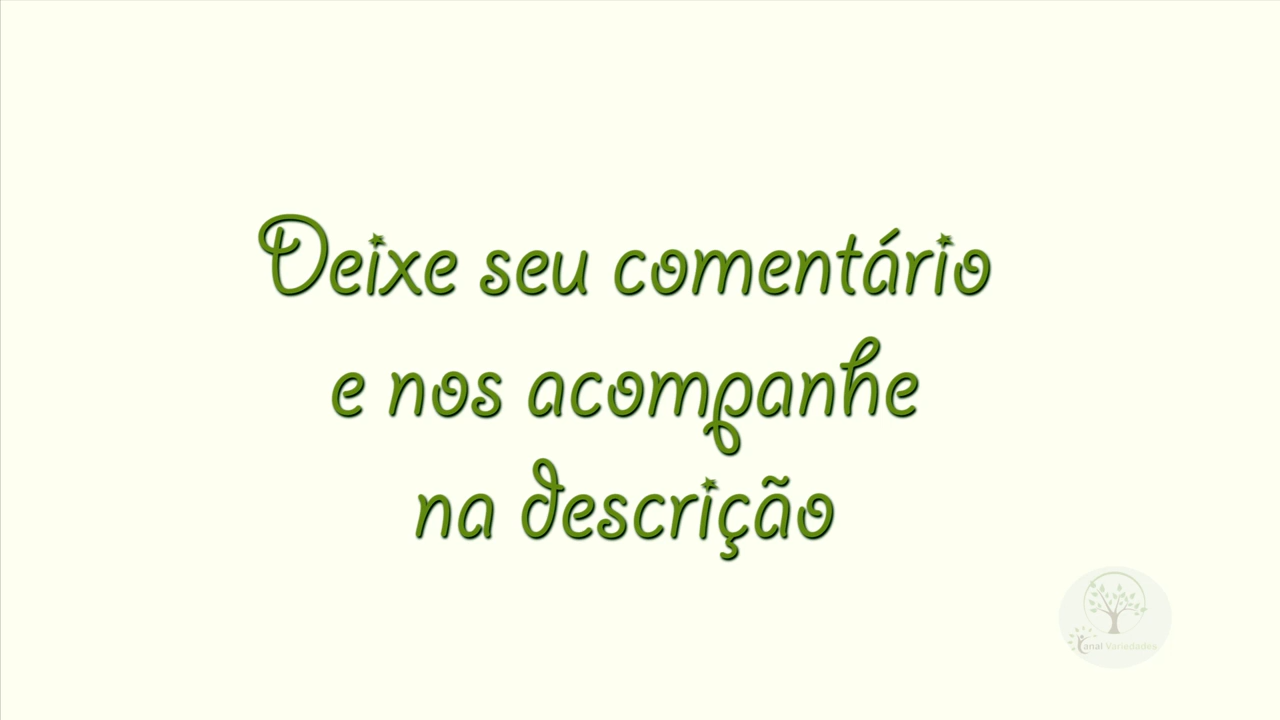 Deixe seu comentário
e nos acompanhe
na descrição
Canal Variedades